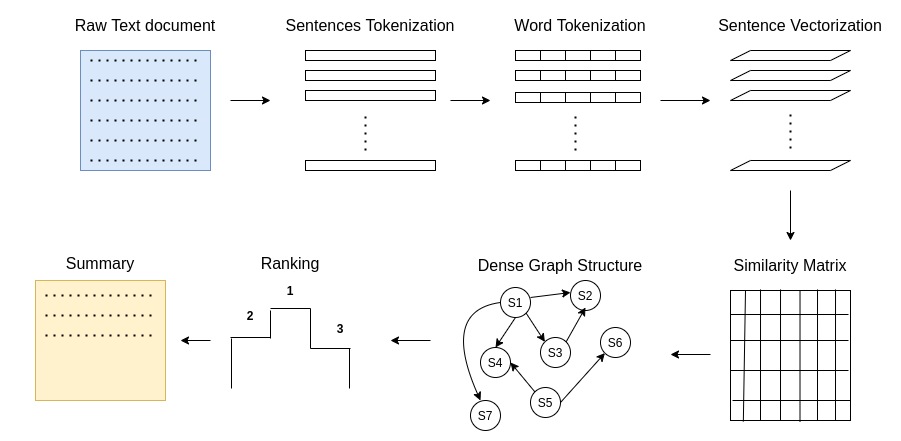 Raw Text document
Sentences Tokenization
Word Tokenization
Sentence Vectorization
Summary
Ranking
Dense Graph Structure
Similarity Matrix
1
2
3
S1
S2
S3
S4
S5
S6
S7